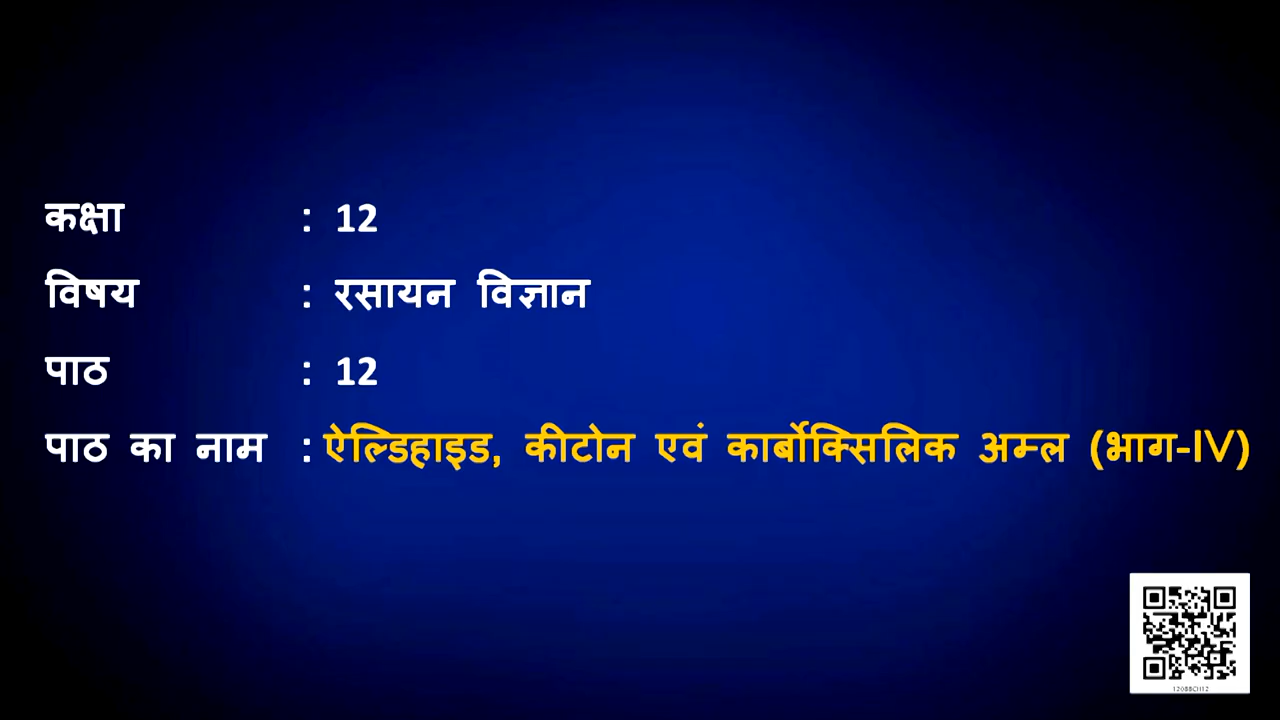 कक्षा : 12
विषय : रसायन विज्ञान
पाठ : 12
पाठ का नाम : ऐल्डिहाइड, कीटोन एवं कार्बोक्सिलिक अम्ल (भाग-IV)